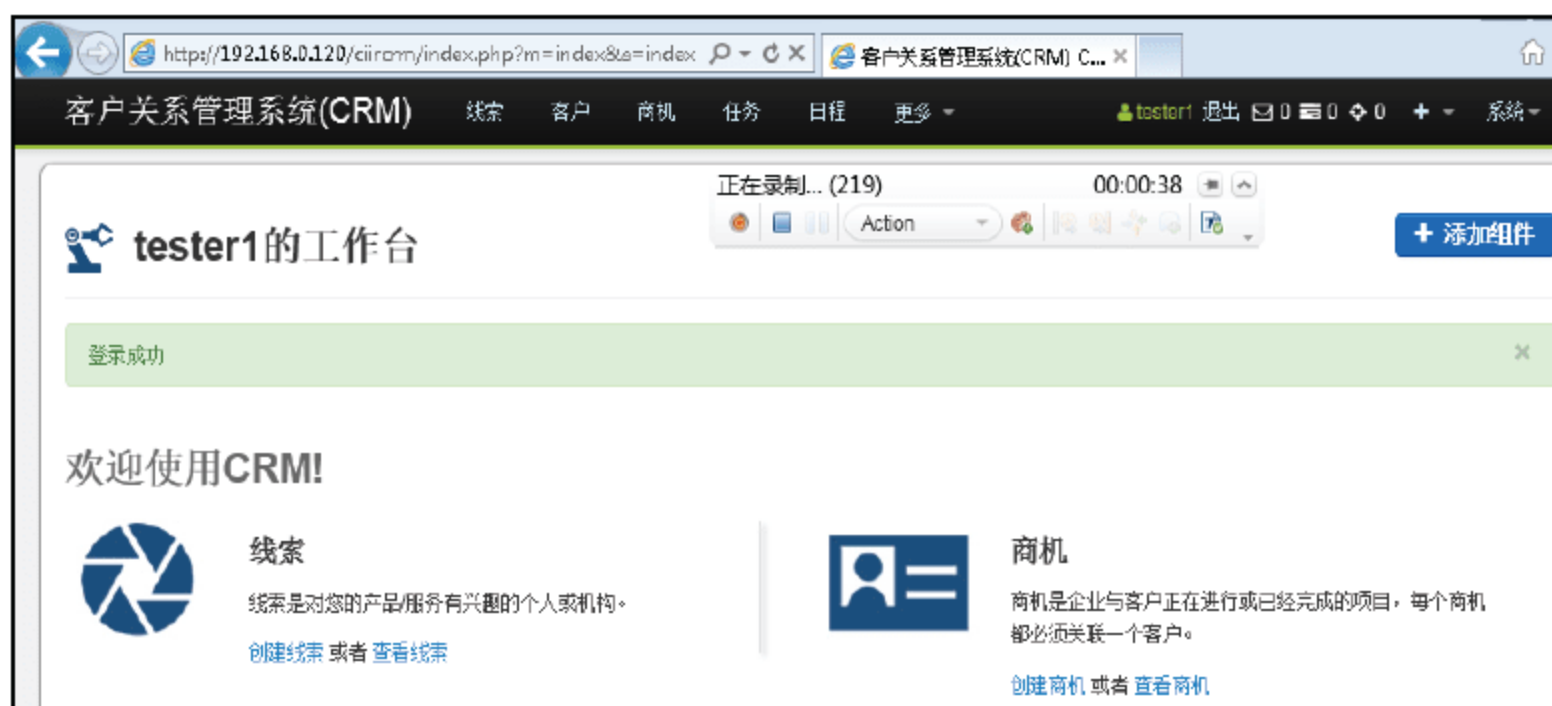 http://192.168.0.120/ciircrm/index.php?m=index&a=index
客户关系管理系统(CRM) C...
客户关系管理系统(CRM) 线索 客户 商机 任务 日程 更多 tester1 退出 0 0 0 系统
正在录制... (219) 00:00:38
Action
tester1的工作台
+ 添加组件
登录成功
欢迎使用CRM!
线索
线索是对您的产品/服务有兴趣的个人或机构。
创建线索 或者 查看线索
商机
商机是企业与客户正在进行或已经完成的项目，每个商机
都必须关联一个客户。
创建商机 或者 查看商机